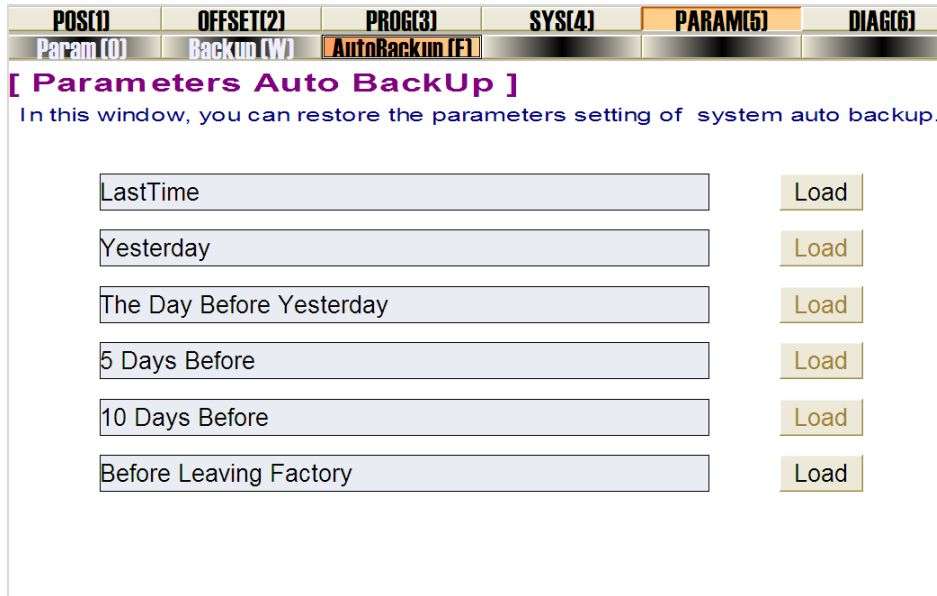 POS(1) OFFSET(2) PROG(3) SYS(4) PARAM(5) DIAG(6)
Param (O) Backup (W) AutoBackup (F)
[ Parameters Auto BackUp ]
In this window, you can restore the parameters setting of system auto backup.
LastTime Load
Yesterday Load
The Day Before Yesterday Load
5 Days Before Load
10 Days Before Load
Before Leaving Factory Load